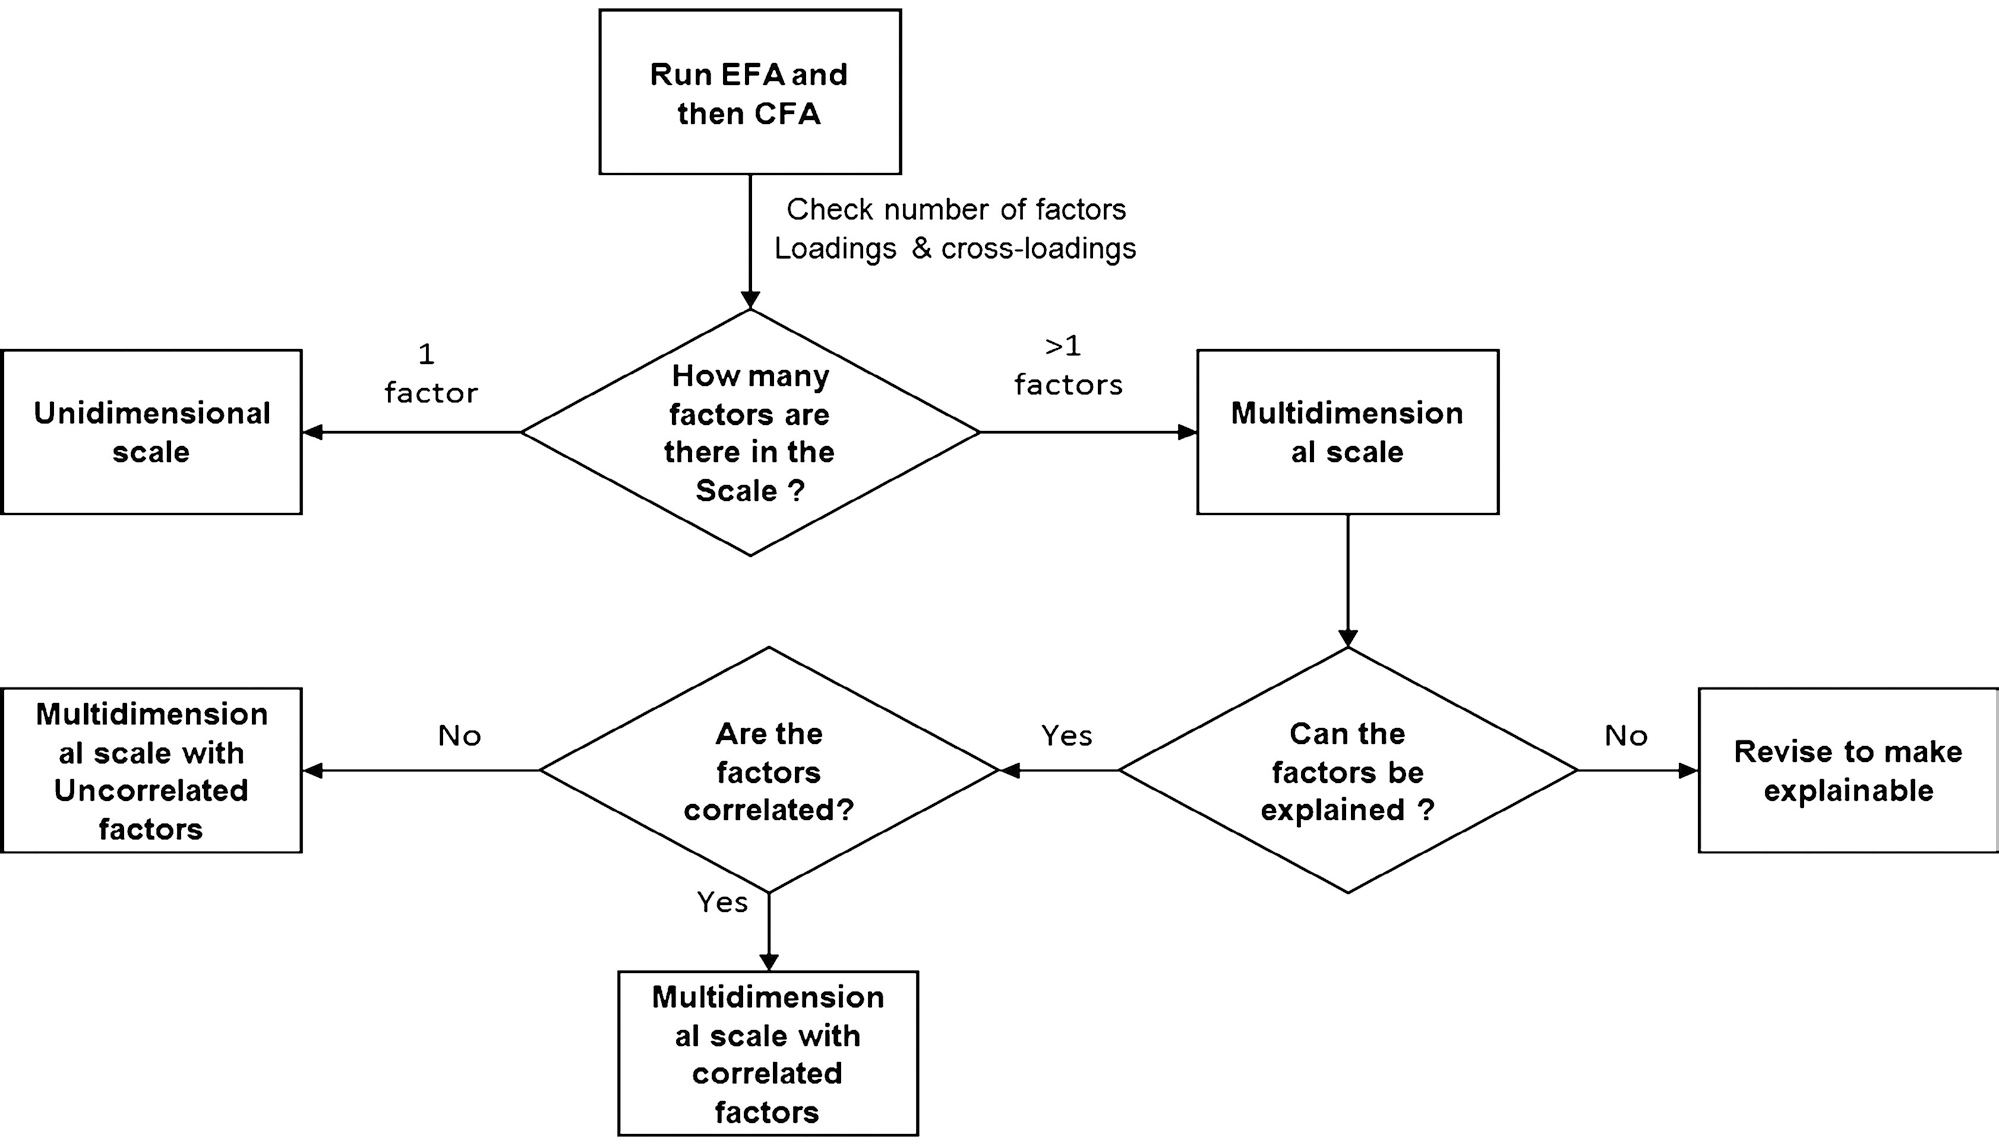 Run EFA and
then CFA
Check number of factors
Loadings & cross-loadings
1
factor
How many
factors are
there in the
Scale ?
>1
factors
Unidimensional
scale
Multidimension
al scale
Multidimension
al scale with
Uncorrelated
factors
No
Are the
factors
correlated?
Yes
Can the
factors be
explained ?
No
Revise to make
explainable
Yes
Multidimension
al scale with
correlated
factors